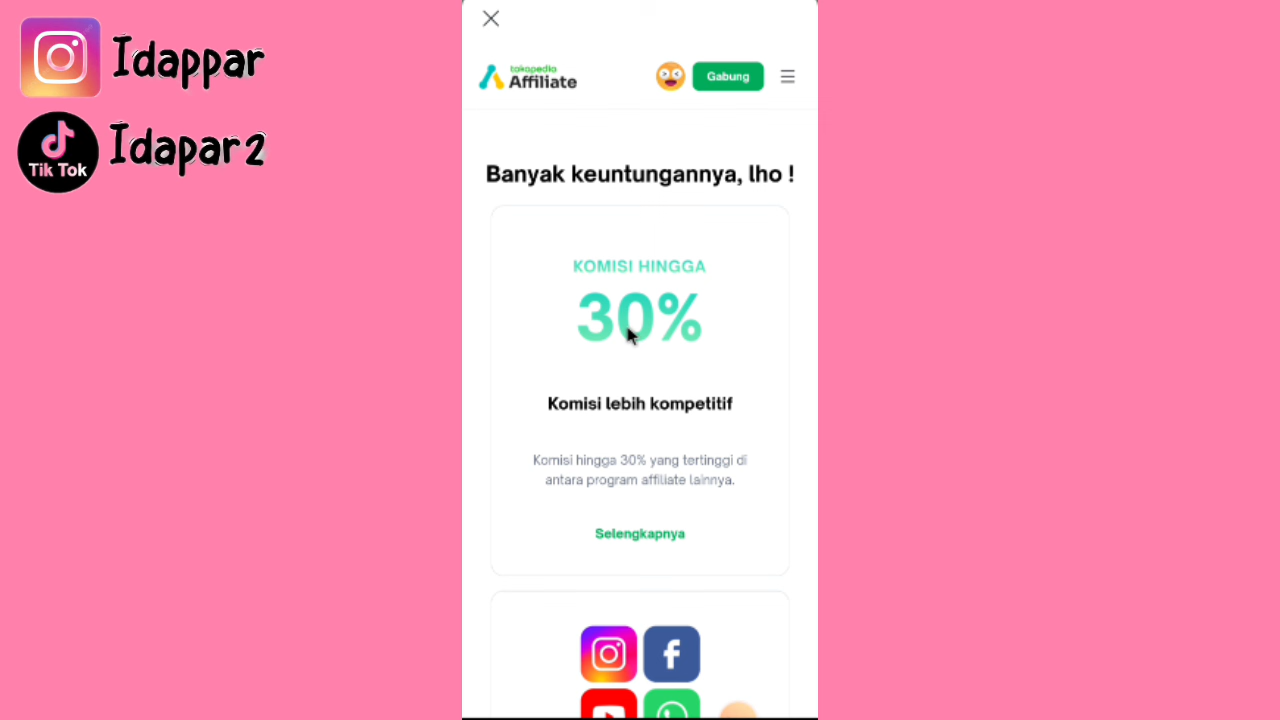 Idappar
Tik Tok
Idapar2
tokopedia
Affiliate
Gabung
Banyak keuntungannya, lho !
KOMISI HINGGA
30%
Komisi lebih kompetitif
Komisi hingga 30% yang tertinggi di
antara program affiliate lainnya.
Selengkapnya